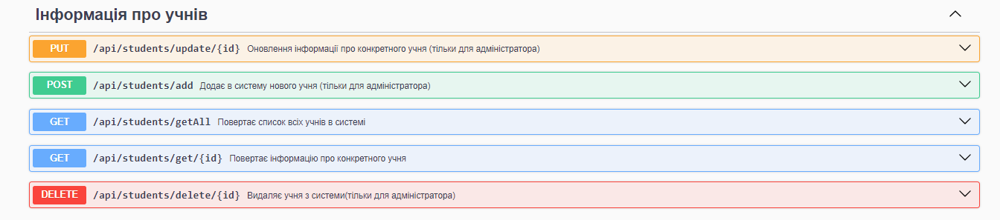 Інформація про учнів
PUT /api/students/update/{id} Оновлення інформації про конкретного учня (тільки для адміністратора)
POST /api/students/add Додає в систему нового учня (тільки для адміністратора)
GET /api/students/getAll Повертає список всіх учнів в системі
GET /api/students/get/{id} Повертає інформацію про конкретного учня
DELETE /api/students/delete/{id} Видаляє учня з системи(тільки для адміністратора)